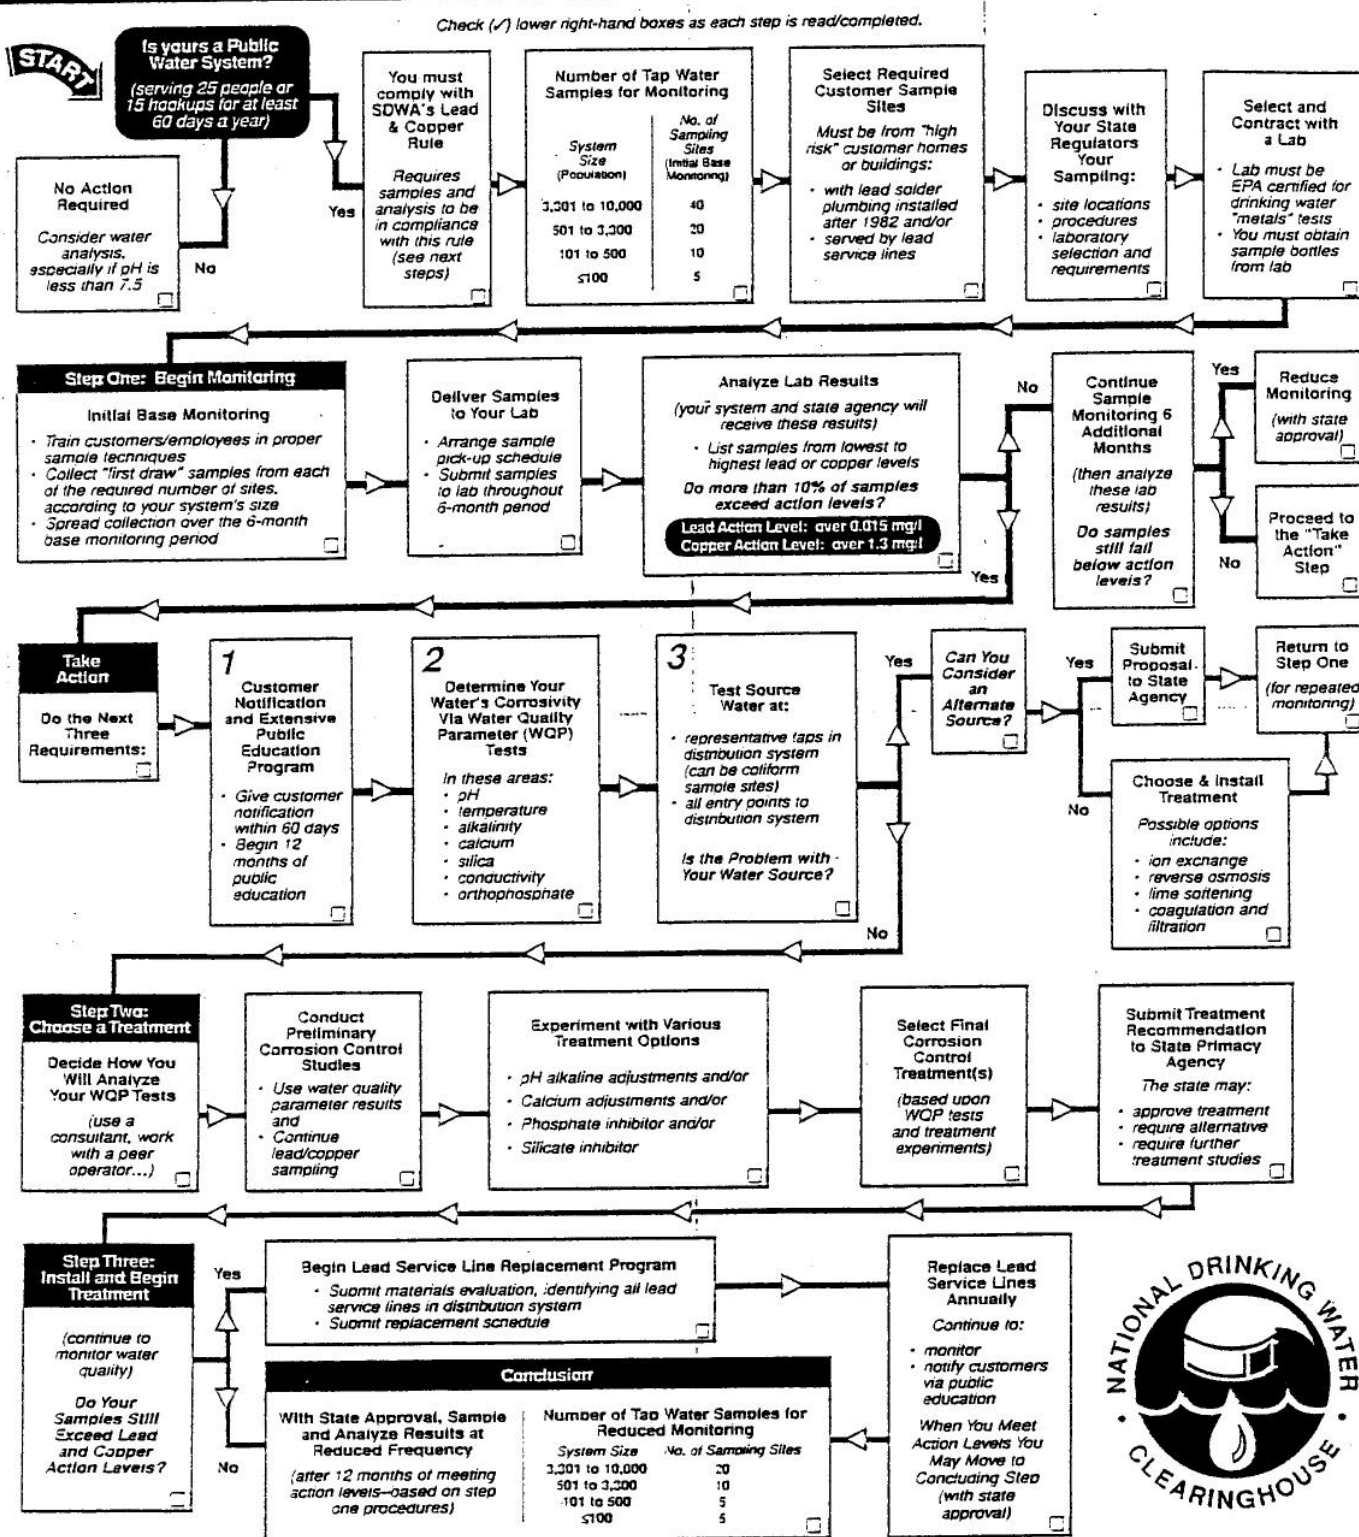 Check (✓) lower right-hand boxes as each step is read/completed.
START
Is yours a Public
Water System?
(serving 25 people or
15 hookups for at least
60 days a year)
No Action
Required
Consider water
analysis,
especially if pH is
less than 7.5
No
Yes
You must
comply with
SDWA's Lead
& Copper
Rule
Requires
samples and
analysis to be
in compliance
with this rule
(see next
steps)
Number of Tap Water
Samples for Monitoring
System
Size
(Population)
No. of
Sampling
Sites
(Initial Base
Monitoring)
3,301 to 10,000 40
501 to 3,300 20
101 to 500 10
≤100 5
Select Required
Customer Sample
Sites
Must be from "high
risk" customer homes
or buildings:
• with lead solder
plumbing installed
after 1982 and/or
• served by lead
service lines
Discuss with
Your State
Regulators
Your
Sampling:
• site locations
• procedures
• laboratory
selection and
requirements
Select and
Contract with
a Lab
• Lab must be
EPA certified for
drinking water
"metals" tests
• You must obtain
sample bottles
from lab
Step One: Begin Monitoring
Initial Base Monitoring
• Train customers/employees in proper
sample techniques
• Collect "first draw" samples from each
of the required number of sites,
according to your system's size
• Spread collection over the 6-month
base monitoring period
Deliver Samples
to Your Lab
• Arrange sample
pick-up schedule
• Submit samples
to lab throughout
6-month period
Analyze Lab Results
(your system and state agency will
receive these results)
• List samples from lowest to
highest lead or copper levels
Do more than 10% of samples
exceed action levels?
Lead Action Level: over 0.015 mg/l
Copper Action Level: over 1.3 mg/l
No
Yes
Continue
Sample
Monitoring 6
Additional
Months
(then analyze
these lab
results)
Do samples
still fall
below action
levels?
Yes
No
Reduce
Monitoring
(with state
approval)
Proceed to
the "Take
Action"
Step
Take
Action
Do the Next
Three
Requirements:
1
Customer
Notification
and Extensive
Public
Education
Program
• Give customer
notification
within 60 days
• Begin 12
months of
public
education
2
Determine Your
Water's Corrosivity
Via Water Quality
Parameter (WQP)
Tests
In these areas:
• pH
• temperature
• alkalinity
• calcium
• silica
• conductivity
• orthophosphate
3
Test Source
Water at:
• representative taps in
distribution system
(can be coliform
sample sites)
• all entry points to
distribution system
Is the Problem with
Your Water Source?
Yes
No
Can You
Consider
an
Alternate
Source?
Yes
No
Submit
Proposal
to State
Agency
Return to
Step One
(for repeated
monitoring)
Choose & Install
Treatment
Possible options
include:
• ion exchange
• reverse osmosis
• lime softening
• coagulation and
filtration
Step Two:
Choose a Treatment
Decide How You
Will Analyze
Your WQP Tests
(use a
consultant, work
with a peer
operator...)
Conduct
Preliminary
Corrosion Control
Studies
• Use water quality
parameter results
and
• Continue
lead/copper
sampling
Experiment with Various
Treatment Options
• pH alkaline adjustments and/or
• Calcium adjustments and/or
• Phosphate inhibitor and/or
• Silicate inhibitor
Select Final
Corrosion
Control
Treatment(s)
(based upon
WQP tests
and treatment
experiments)
Submit Treatment
Recommendation
to State Primacy
Agency
The state may:
• approve treatment
• require alternative
• require further
treatment studies
Step Three:
Install and Begin
Treatment
(continue to
monitor water
quality)
Do Your
Samples Still
Exceed Lead
and Copper
Action Levels?
Yes
No
Begin Lead Service Line Replacement Program
• Submit materials evaluation, identifying all lead
service lines in distribution system
• Submit replacement schedule
Replace Lead
Service Lines
Annually
Continue to:
• monitor
• notify customers
via public
education
When You Meet
Action Levels You
May Move to
Concluding Step
(with state
approval)
Conclusion
With State Approval, Sample
and Analyze Results at
Reduced Frequency
(after 12 months of meeting
action levels—based on step
one procedures)
Number of Tap Water Samples for
Reduced Monitoring
System Size No. of Sampling Sites
3,301 to 10,000 20
501 to 3,300 10
101 to 500 5
≤100 5
NATIONAL DRINKING WATER
• CLEARINGHOUSE •